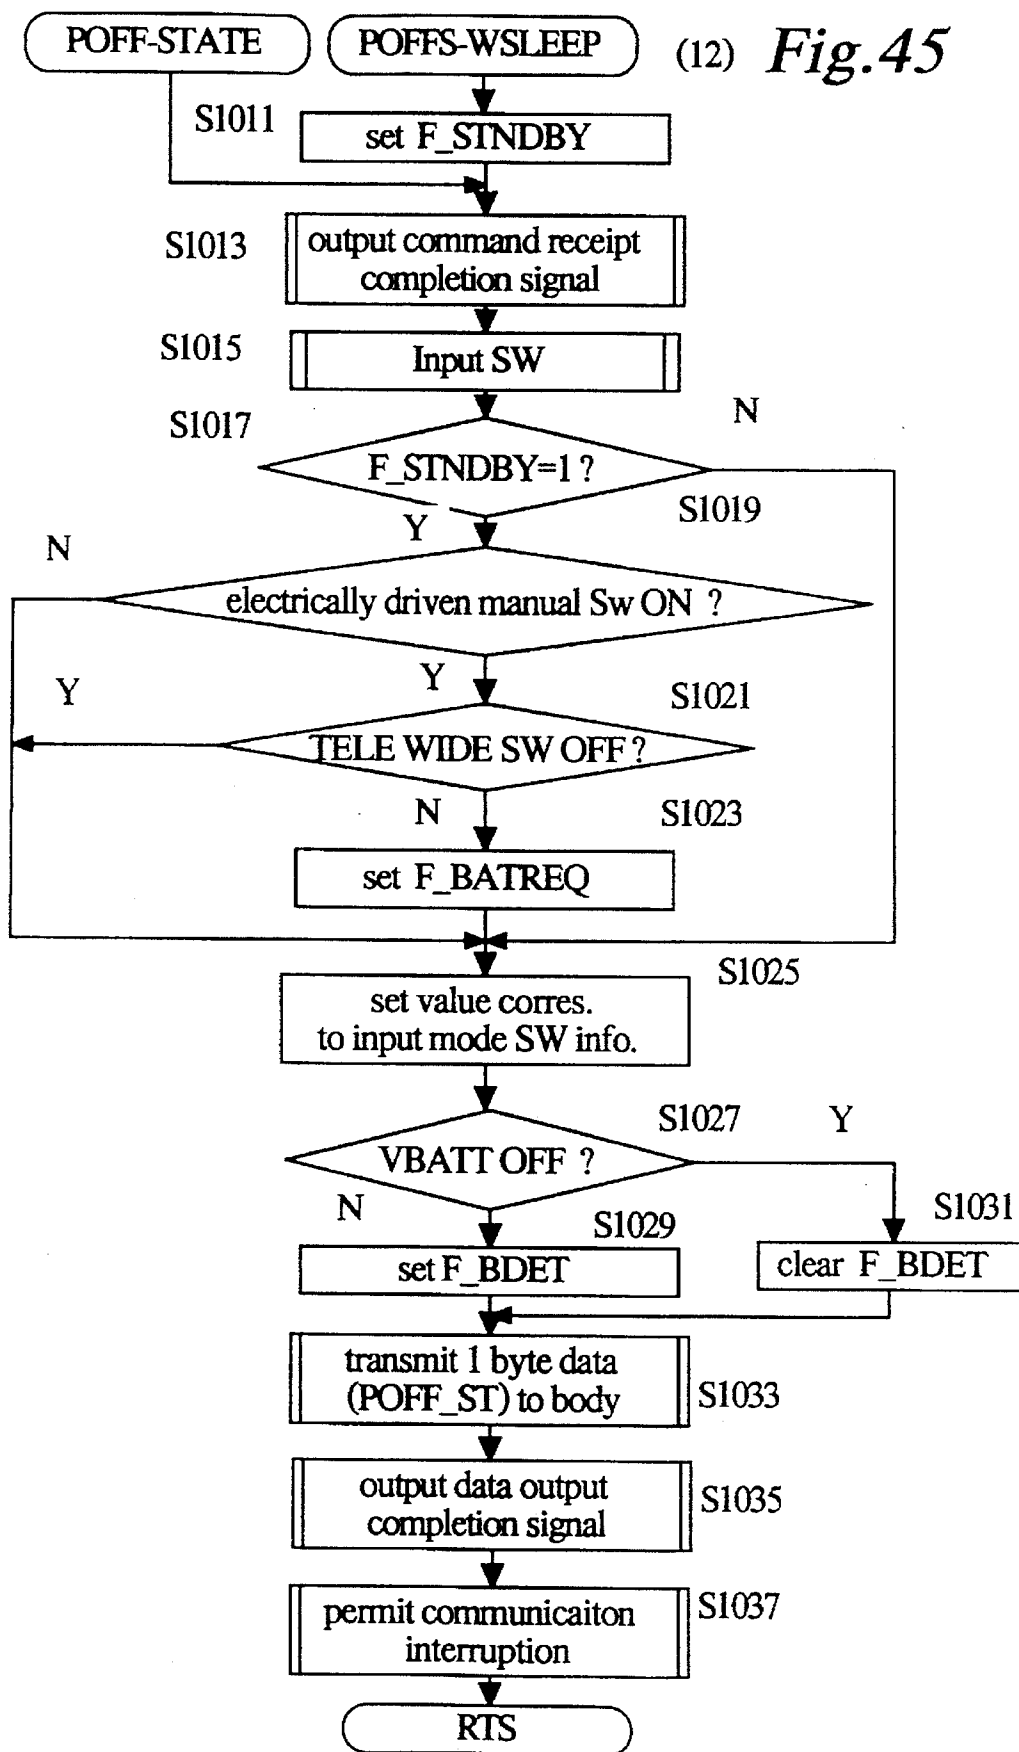 POFF-STATE
POFFS-WSLEEP
(12) Fig.45
S1011
set F_STNDBY
S1013
output command receipt
completion signal
S1015
Input SW
S1017
N
F_STNDBY=1 ?
S1019
Y
N
electrically driven manual Sw ON ?
Y
Y
S1021
TELE WIDE SW OFF ?
N
S1023
set F_BATREQ
S1025
set value corres.
to input mode SW info.
S1027
Y
VBATT OFF ?
N
S1029
S1031
set F_BDET
clear F_BDET
transmit 1 byte data
(POFF_ST) to body
S1033
output data output
completion signal
S1035
permit communicaiton
interruption
S1037
RTS